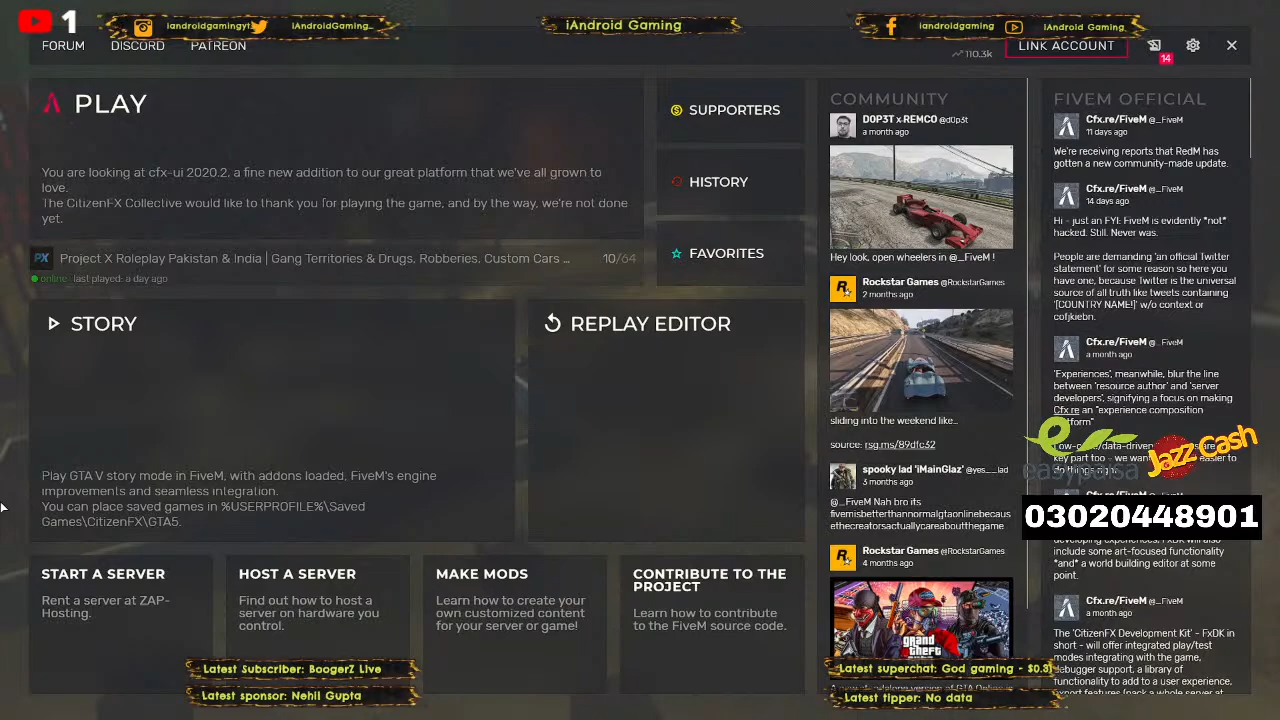 1
iandroidgamingyt
iAndroidGaming_
iAndroid Gaming
iandroidgaming
iAndroid Gaming
FORUM
DISCORD
PATREON
110.3k
LINK ACCOUNT
14
PLAY
You are looking at cfx-ui 2020.2, a fine new addition to our great platform that we've all grown to
love.
The CitizenFX Collective would like to thank you for playing the game, and by the way, we're not done
yet.
PX
Project X Roleplay Pakistan & India | Gang Territories & Drugs, Robberies, Custom Cars ...
10/64
online last played: a day ago
SUPPORTERS
HISTORY
FAVORITES
STORY
Play GTA V story mode in FiveM, with addons loaded, FiveM's engine
improvements and seamless integration.
You can place saved games in %USERPROFILE%\Saved
Games\CitizenFX\GTA5.
REPLAY EDITOR
START A SERVER
Rent a server at ZAP-
Hosting.
HOST A SERVER
Find out how to host a
server on hardware you
control.
MAKE MODS
Learn how to create your
own customized content
for your server or game!
CONTRIBUTE TO THE
PROJECT
Learn how to contribute
to the FiveM source code.
COMMUNITY
D0P3T x REMCO @d0p3t
a month ago
Hey look, open wheelers in @_FiveM !
Rockstar Games @RockstarGames
2 months ago
sliding into the weekend like...
source: rsg.ms/89dfc32
spooky lad 'iMainGlaz' @yes__lad
3 months ago
@_FiveM Nah bro its
fivemisbetterthannormalgtaonlinebecaus
ethecreatorsactuallycareaboutthegame
Rockstar Games @RockstarGames
4 months ago
grand
theft
FIVEM OFFICIAL
Cfx.re/FiveM @_FiveM
11 days ago
We're receiving reports that RedM has
gotten a new community-made update.
Cfx.re/FiveM @_FiveM
14 days ago
Hi - just an FYI: FiveM is evidently *not*
hacked. Still. Never was.
People are demanding 'an official Twitter
statement' for some reason so here you
have one, because Twitter is the universal
source of all truth like tweets containing
'[COUNTRY NAME!]' w/o context or
cofjkiebn.
Cfx.re/FiveM @_FiveM
a month ago
'Experiences', meanwhile, blur the line
between 'resource author' and 'server
developers', signifying a focus on making
Cfx.re an "experience composition
easypaisa
JazzCash
03020448901
developing experiences. FxDK will also
include some art-focused functionality
*and* a world building editor at some
point.
Cfx.re/FiveM @_FiveM
a month ago
The 'CitizenFX Development Kit' - FxDK in
short - will offer integrated play/test
modes integrating with the game,
debugger support, a library of
functionality to add to a user experience,
Latest Subscriber: BoogerZ Live
Latest sponsor: Nehil Gupta
Latest superchat: God gaming - $0.3
Latest tipper: No data